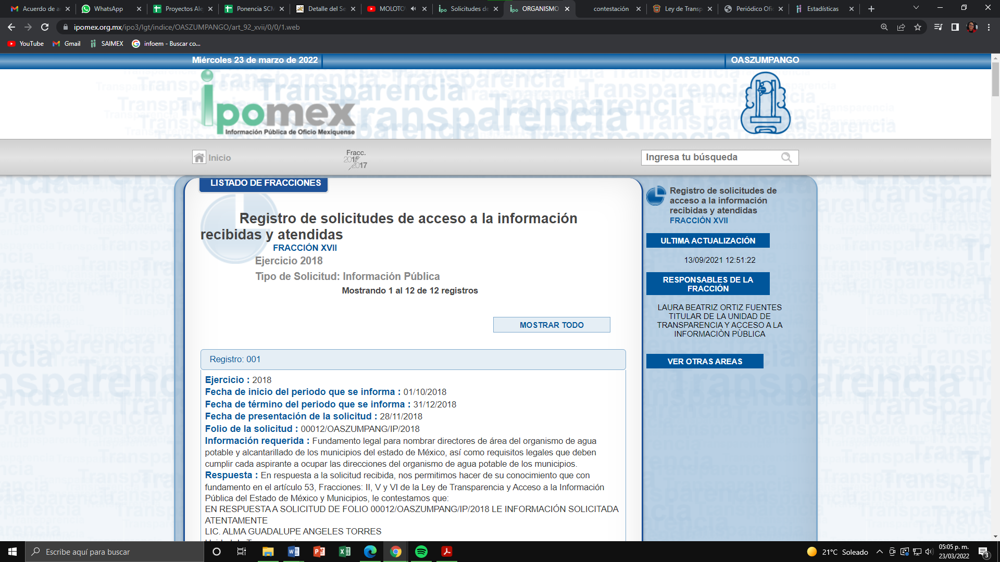 Acuerdo de a
WhatsApp
Proyectos Ale
Ponencia SCM
Detalle del Se
MOLOTO
Solicitudes de
ORGANISMO
contestación
Ley de Transp
Periódico Ofic
Estadísticas
ipomex.org.mx/ipo3/lgt/indice/OASZUMPANGO/art_92_xvii/0/0/1.web
YouTube
Gmail
SAIMEX
infoem - Buscar co...
Miércoles 23 de marzo de 2022
OASZUMPANGO
ipomex
Información Pública de Oficio Mexiquense
Transparencia
Inicio
Fracc.
2015
2017
Ingresa tu búsqueda
LISTADO DE FRACCIONES
Registro de solicitudes de acceso a la información
recibidas y atendidas
FRACCIÓN XVII
Ejercicio 2018
Tipo de Solicitud: Información Pública
Mostrando 1 al 12 de 12 registros
MOSTRAR TODO
Registro: 001
Ejercicio : 2018
Fecha de inicio del periodo que se informa : 01/10/2018
Fecha de término del periodo que se informa : 31/12/2018
Fecha de presentación de la solicitud : 28/11/2018
Folio de la solicitud : 00012/OASZUMPANG/IP/2018
Información requerida : Fundamento legal para nombrar directores de área del organismo de agua
potable y alcantarillado de los municipios del estado de México, así como requisitos legales que deben
cumplir cada aspirante a ocupar las direcciones del organismo de agua potable de los municipios.
Respuesta : En respuesta a la solicitud recibida, nos permitimos hacer de su conocimiento que con
fundamento en el artículo 53, Fracciones: II, V y VI de la Ley de Transparencia y Acceso a la Información
Pública del Estado de México y Municipios, le contestamos que:
EN RESPUESTA A SOLICITUD DE FOLIO 00012/OASZUMPANG/IP/2018 LE INFORMACIÓN SOLICITADA
ATENTAMENTE
LIC. ALMA GUADALUPE ANGELES TORRES
Registro de solicitudes de
acceso a la información
recibidas y atendidas
FRACCIÓN XVII
ULTIMA ACTUALIZACIÓN
13/09/2021 12:51:22
RESPONSABLES DE LA
FRACCIÓN
LAURA BEATRIZ ORTIZ FUENTES
TITULAR DE LA UNIDAD DE
TRANSPARENCIA Y ACCESO A LA
INFORMACIÒN PÙBLICA
VER OTRAS AREAS
Escribe aquí para buscar
21°C Soleado
05:05 p. m.
23/03/2022
3